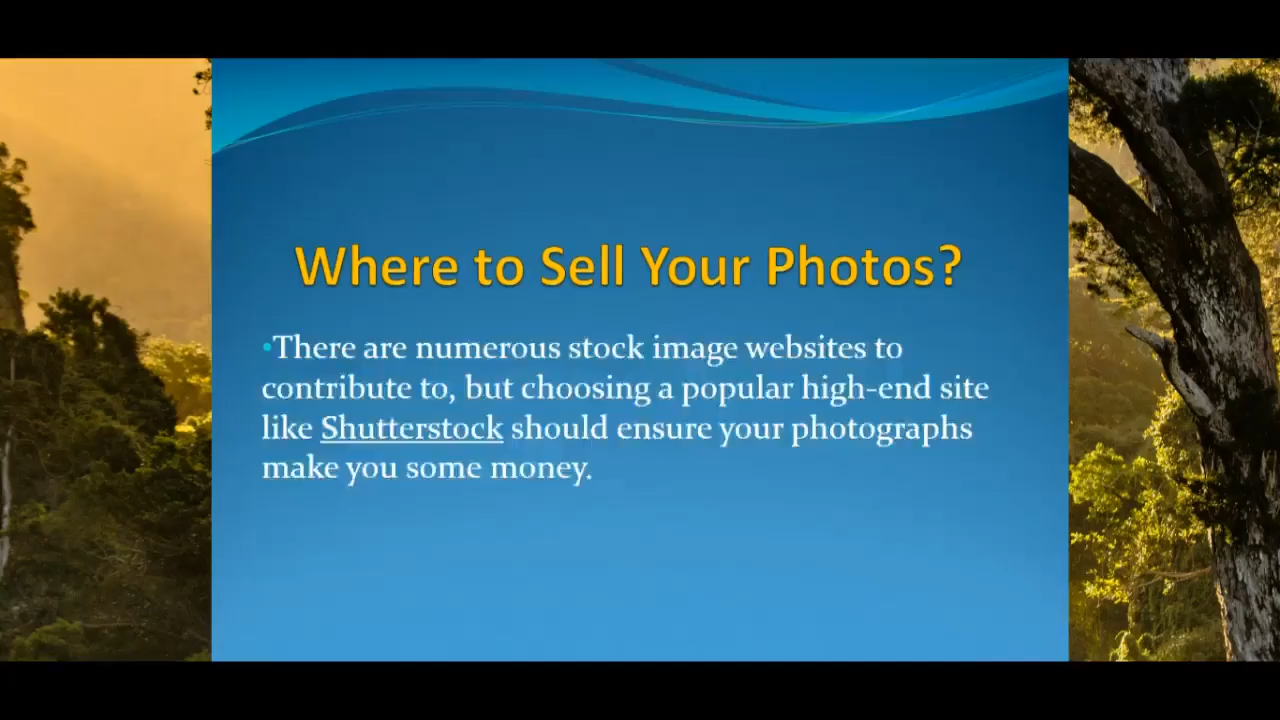 Where to Sell Your Photos?
•There are numerous stock image websites to
contribute to, but choosing a popular high-end site
like Shutterstock should ensure your photographs
make you some money.